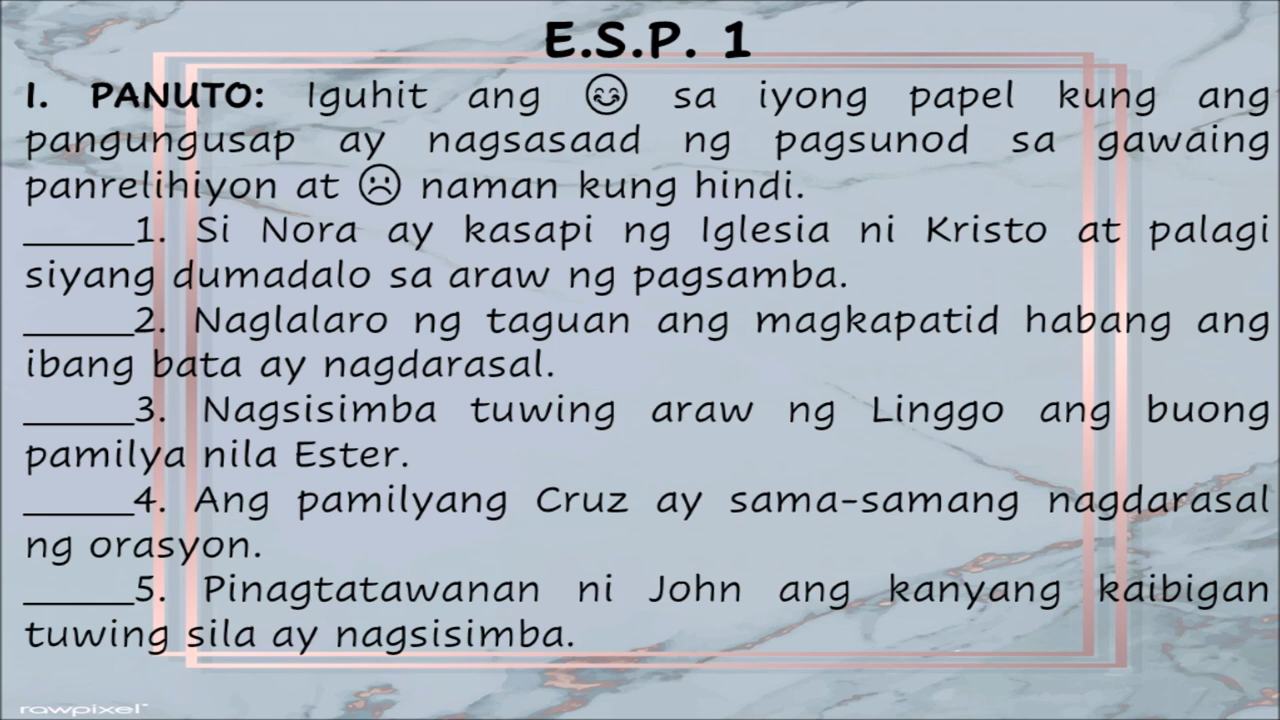 E.S.P. 1
I. PANUTO: Iguhit ang 😊 sa iyong papel kung ang
pangungusap ay nagsasaad ng pagsunod sa gawaing
panrelihiyon at ☹ naman kung hindi.
_____1. Si Nora ay kasapi ng Iglesia ni Kristo at palagi
siyang dumadalo sa araw ng pagsamba.
_____2. Naglalaro ng taguan ang magkapatid habang ang
ibang bata ay nagdarasal.
_____3. Nagsisimba tuwing araw ng Linggo ang buong
pamilya nila Ester.
_____4. Ang pamilyang Cruz ay sama-samang nagdarasal
ng orasyon.
_____5. Pinagtatawanan ni John ang kanyang kaibigan
tuwing sila ay nagsisimba.
rawpixel